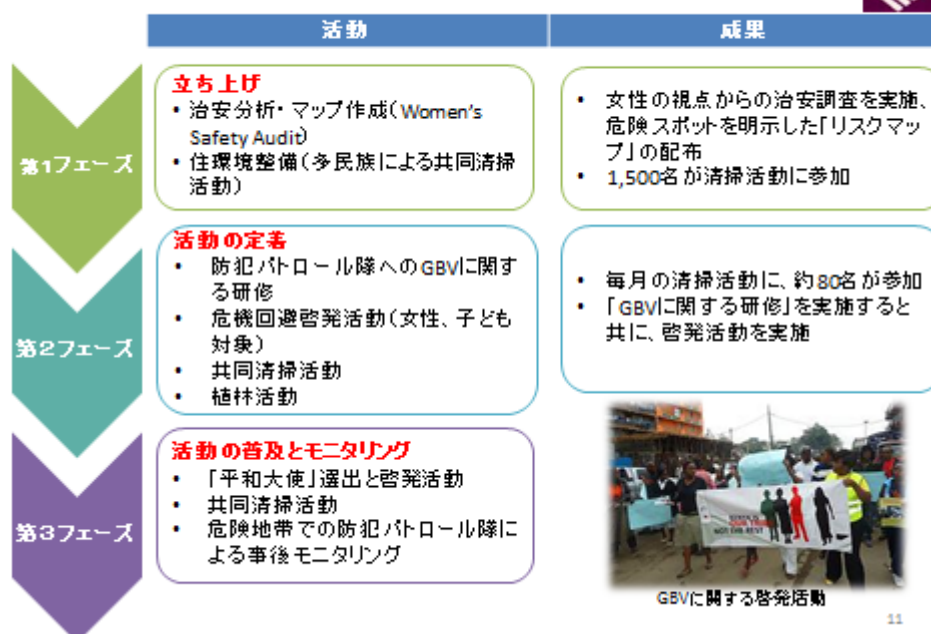 活動
成果
第1フェーズ
立ち上げ
• 治安分析・マップ作成(Women's
Safety Audit)
• 住環境整備(多民族による共同清掃
活動)
• 女性の視点からの治安調査を実施、
危険スポットを明示した「リスクマッ
プ」の配布
• 1,500名が清掃活動に参加
第2フェーズ
活動の定着
• 防犯パトロール隊へのGBVに関す
る研修
• 危機回避啓発活動(女性、子ども
対象)
• 共同清掃活動
• 植林活動
• 毎月の清掃活動に、約80名が参加
• 「GBVに関する研修」を実施すると
共に、啓発活動を実施
第3フェーズ
活動の普及とモニタリング
• 「平和大使」選出と啓発活動
• 共同清掃活動
• 危険地帯での防犯パトロール隊に
よる事後モニタリング
GBVに関する啓発活動
11